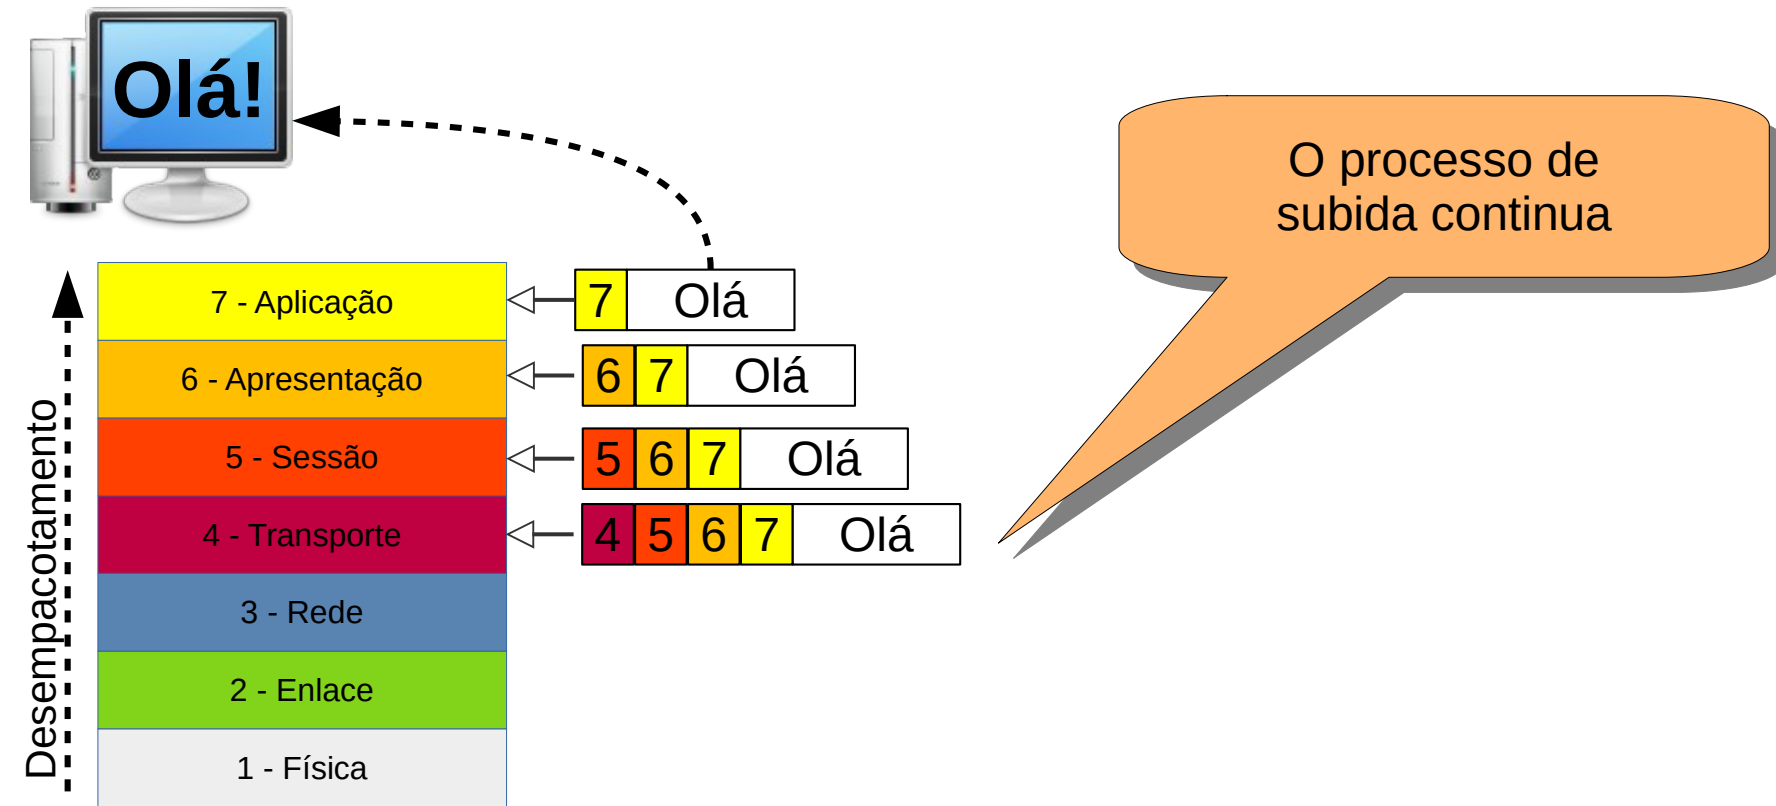 Olá!
O processo de
subida continua
7 - Aplicação
7 Olá
6 - Apresentação
6 7 Olá
5 - Sessão
5 6 7 Olá
4 - Transporte
4 5 6 7 Olá
3 - Rede
2 - Enlace
1 - Física
Desempacotamento